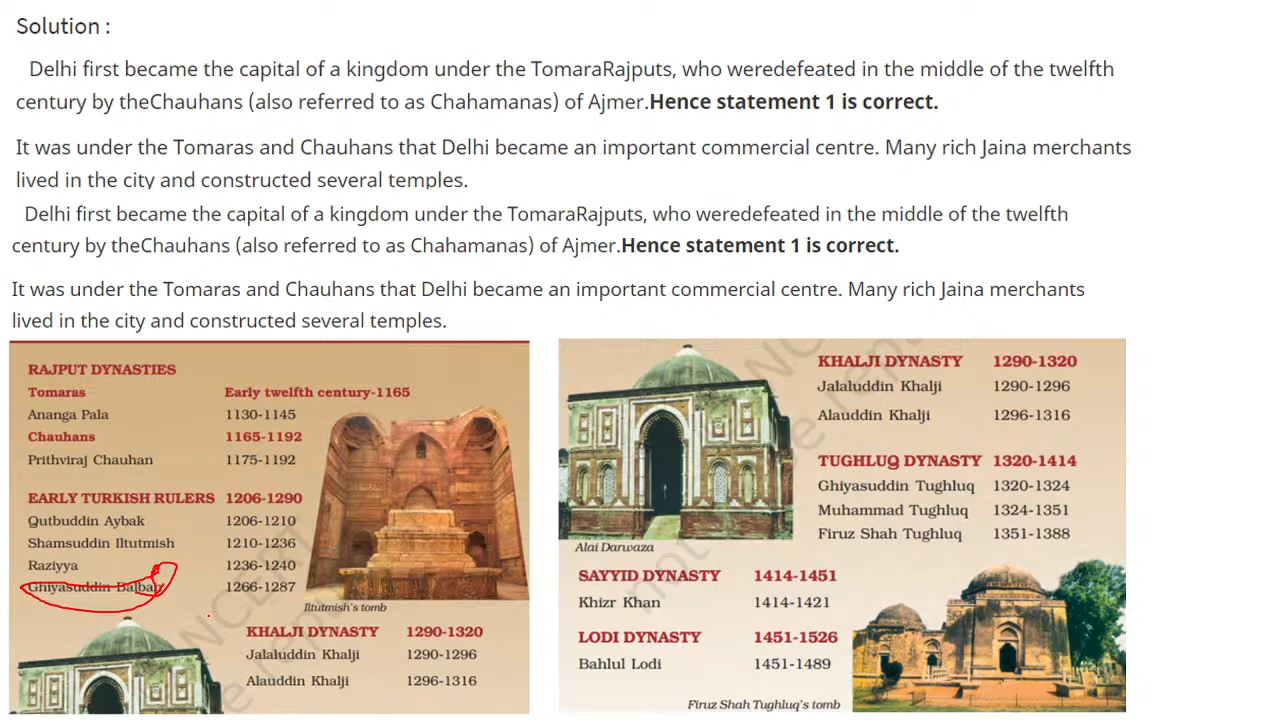 Solution :
Delhi first became the capital of a kingdom under the TomaraRajputs, who weredefeated in the middle of the twelfth
century by theChauhans (also referred to as Chahamanas) of Ajmer.Hence statement 1 is correct.
It was under the Tomaras and Chauhans that Delhi became an important commercial centre. Many rich Jaina merchants
lived in the city and constructed several temples.
Delhi first became the capital of a kingdom under the TomaraRajputs, who weredefeated in the middle of the twelfth
century by theChauhans (also referred to as Chahamanas) of Ajmer.Hence statement 1 is correct.
It was under the Tomaras and Chauhans that Delhi became an important commercial centre. Many rich Jaina merchants
lived in the city and constructed several temples.
RAJPUT DYNASTIES
Tomaras Early twelfth century-1165
Ananga Pala 1130-1145
Chauhans 1165-1192
Prithviraj Chauhan 1175-1192
EARLY TURKISH RULERS 1206-1290
Qutbuddin Aybak 1206-1210
Shamsuddin Iltutmish 1210-1236
Raziyya 1236-1240
Ghiyasuddin Balban 1266-1287
Iltutmish's tomb
KHALJI DYNASTY 1290-1320
Jalaluddin Khalji 1290-1296
Alauddin Khalji 1296-1316
KHALJI DYNASTY 1290-1320
Jalaluddin Khalji 1290-1296
Alauddin Khalji 1296-1316
TUGHLUQ DYNASTY 1320-1414
Ghiyasuddin Tughluq 1320-1324
Muhammad Tughluq 1324-1351
Firuz Shah Tughluq 1351-1388
Alai Darwaza
SAYYID DYNASTY 1414-1451
Khizr Khan 1414-1421
LODI DYNASTY 1451-1526
Bahlul Lodi 1451-1489
Firuz Shah Tughluq's tomb